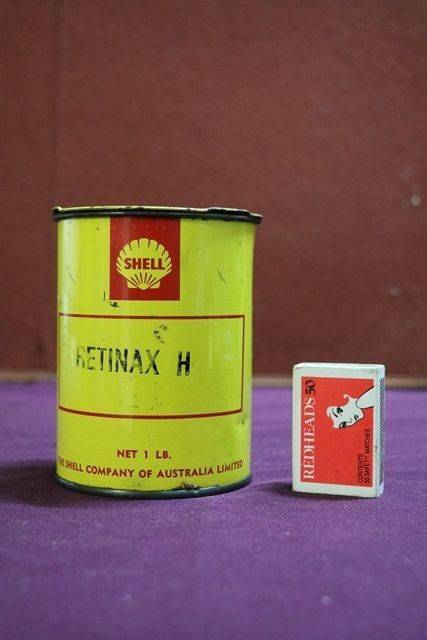 SHELL
RETINAX H
NET 1 LB.
THE SHELL COMPANY OF AUSTRALIA LIMITED
REDHEADS 50
CONTENTS
50 SAFETY MATCHES